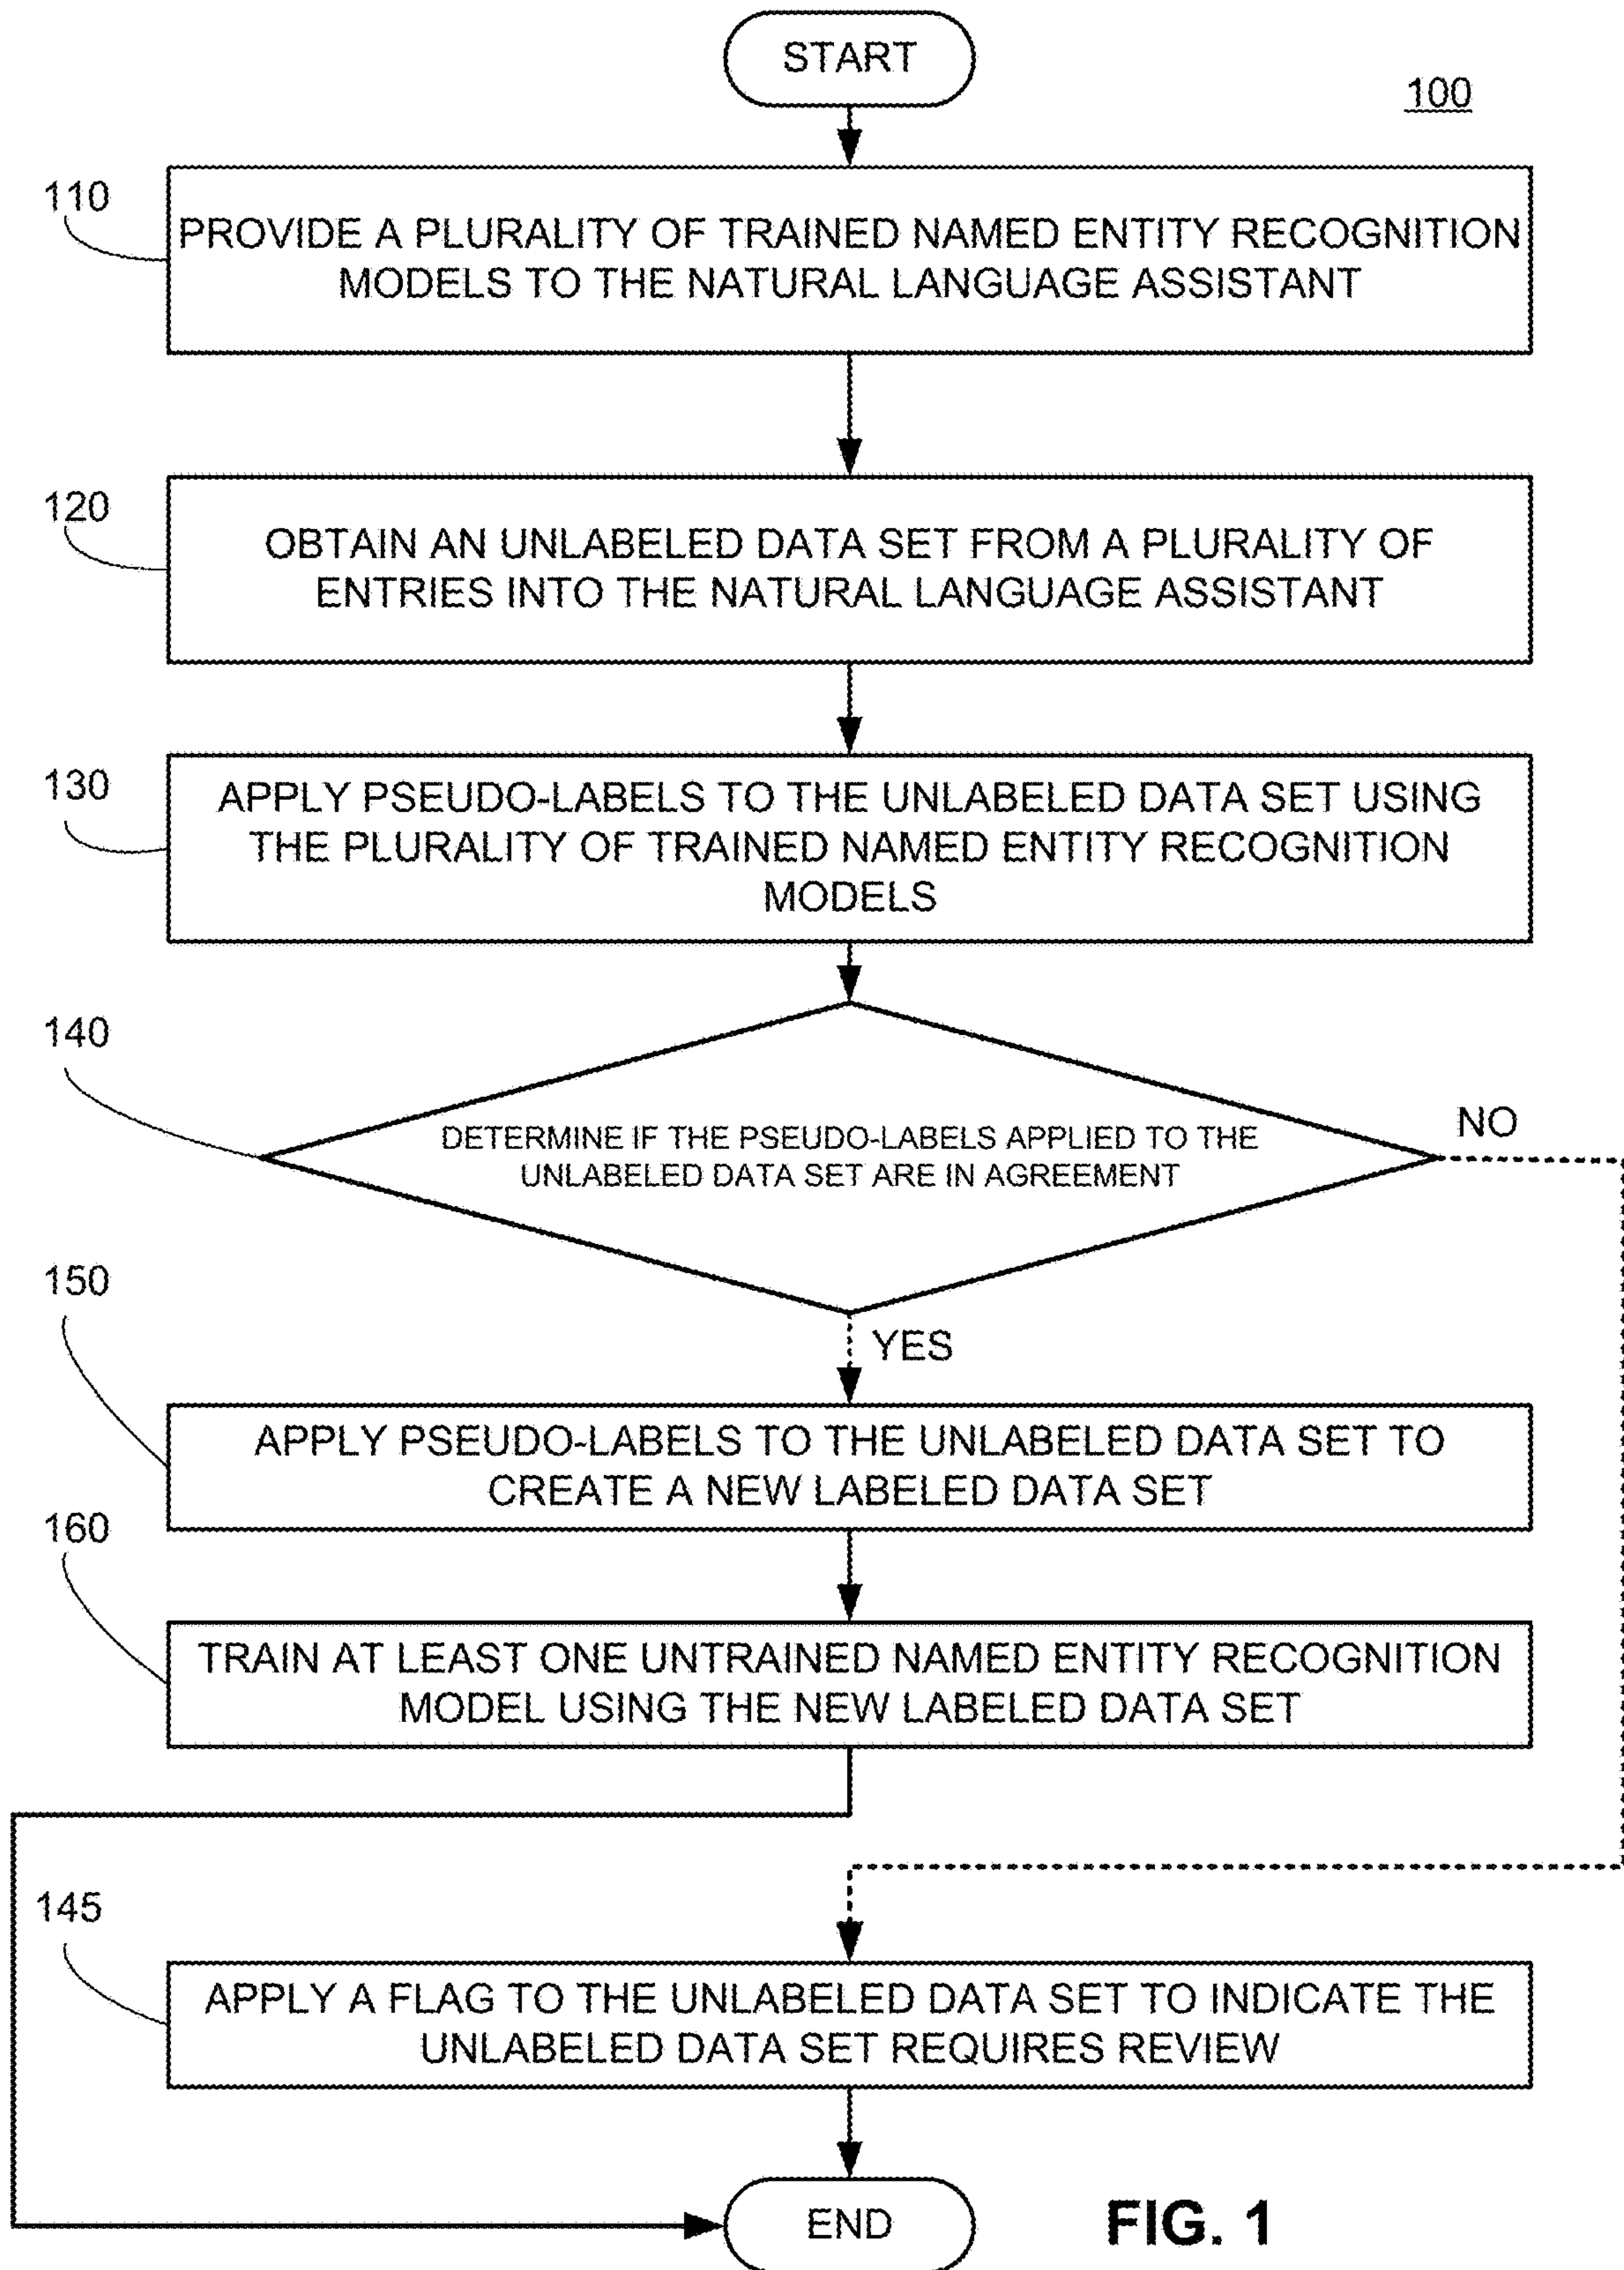 START
100
110
PROVIDE A PLURALITY OF TRAINED NAMED ENTITY RECOGNITION
MODELS TO THE NATURAL LANGUAGE ASSISTANT
120
OBTAIN AN UNLABELED DATA SET FROM A PLURALITY OF
ENTRIES INTO THE NATURAL LANGUAGE ASSISTANT
130
APPLY PSEUDO-LABELS TO THE UNLABELED DATA SET USING
THE PLURALITY OF TRAINED NAMED ENTITY RECOGNITION
MODELS
140
DETERMINE IF THE PSEUDO-LABELS APPLIED TO THE
UNLABELED DATA SET ARE IN AGREEMENT
NO
YES
150
APPLY PSEUDO-LABELS TO THE UNLABELED DATA SET TO
CREATE A NEW LABELED DATA SET
160
TRAIN AT LEAST ONE UNTRAINED NAMED ENTITY RECOGNITION
MODEL USING THE NEW LABELED DATA SET
145
APPLY A FLAG TO THE UNLABELED DATA SET TO INDICATE THE
UNLABELED DATA SET REQUIRES REVIEW
END
FIG. 1